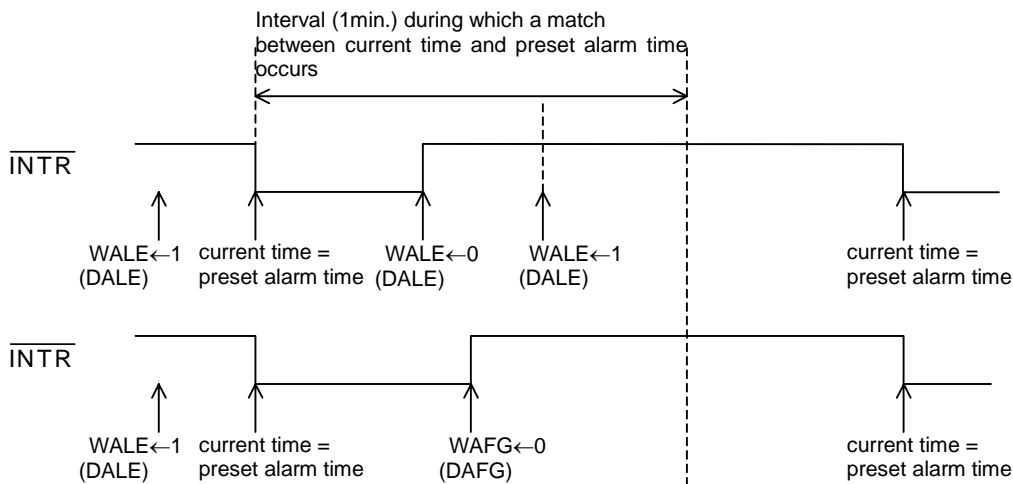 Interval (1min.) during which a match
between current time and preset alarm time
occurs
INTR
WALE←1
(DALE)
current time =
preset alarm time
WALE←0
(DALE)
WALE←1
(DALE)
current time =
preset alarm time
INTR
WALE←1
(DALE)
current time =
preset alarm time
WAFG←0
(DAFG)
current time =
preset alarm time